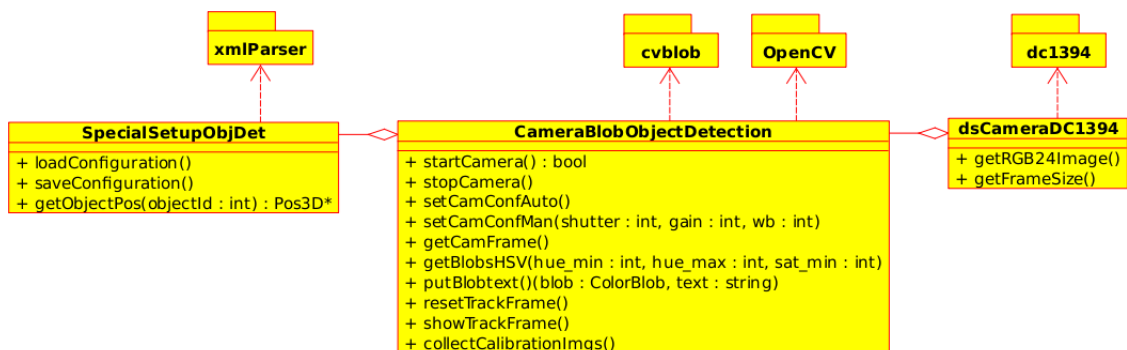 xmlParser
cvblob
OpenCV
dc1394
SpecialSetupObjDet
+ loadConfiguration()
+ saveConfiguration()
+ getObjectPos(objectId : int) : Pos3D*
CameraBlobObjectDetection
+ startCamera() : bool
+ stopCamera()
+ setCamConfAuto()
+ setCamConfMan(shutter : int, gain : int, wb : int)
+ getCamFrame()
+ getBlobsHSV(hue_min : int, hue_max : int, sat_min : int)
+ putBlobtext()(blob : ColorBlob, text : string)
+ resetTrackFrame()
+ showTrackFrame()
+ collectCalibrationImgs()
dsCameraDC1394
+ getRGB24Image()
+ getFrameSize()